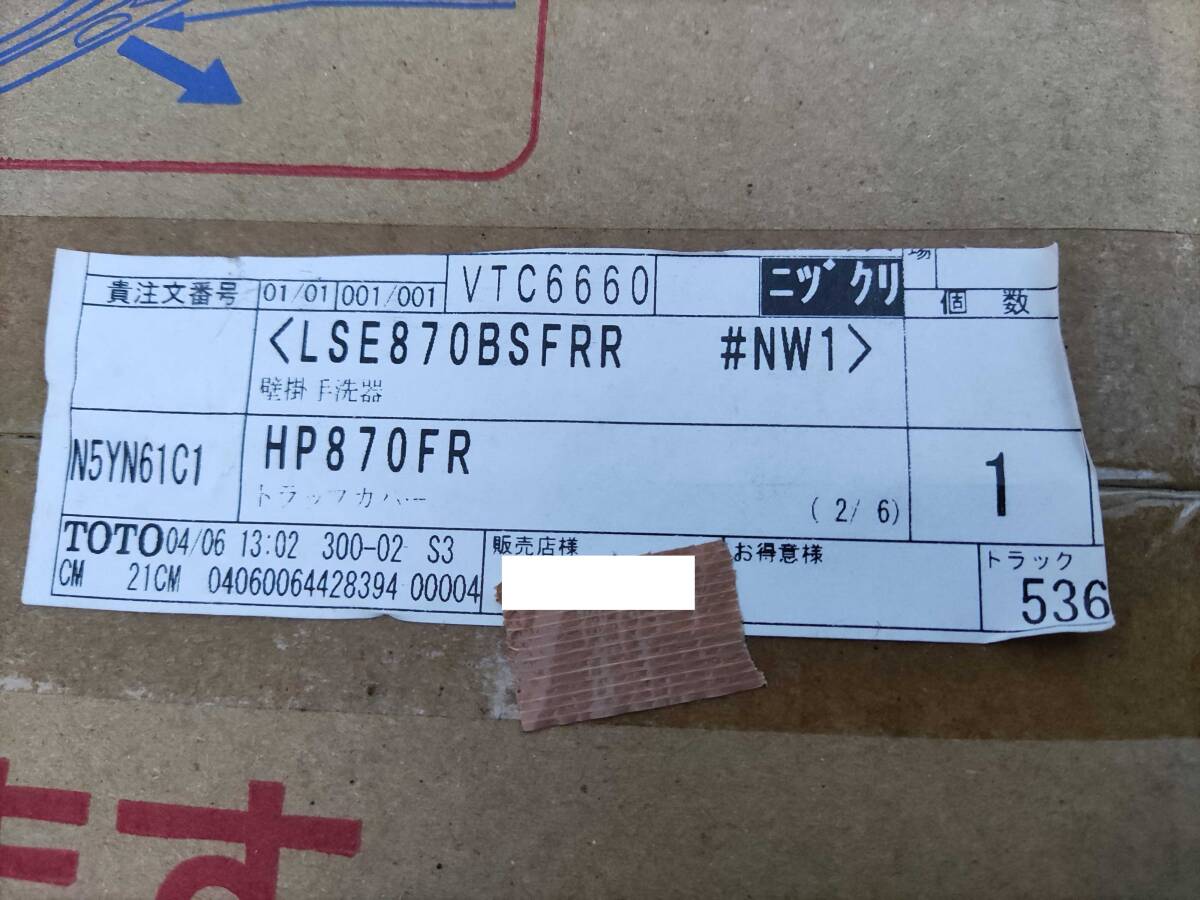 貴注文番号 01/01 001/001 VTC6660 ニヅクリ 場
個数
<LSE870BSFRR #NW1>
壁掛手洗器
N5YN61C1 HP870FR 1
トラップカバー
(2/ 6)
TOTO 04/06 13:02 300-02 S3 販売店様 お得意様 トラック
CM 21CM 04060064428394 00004 536
す